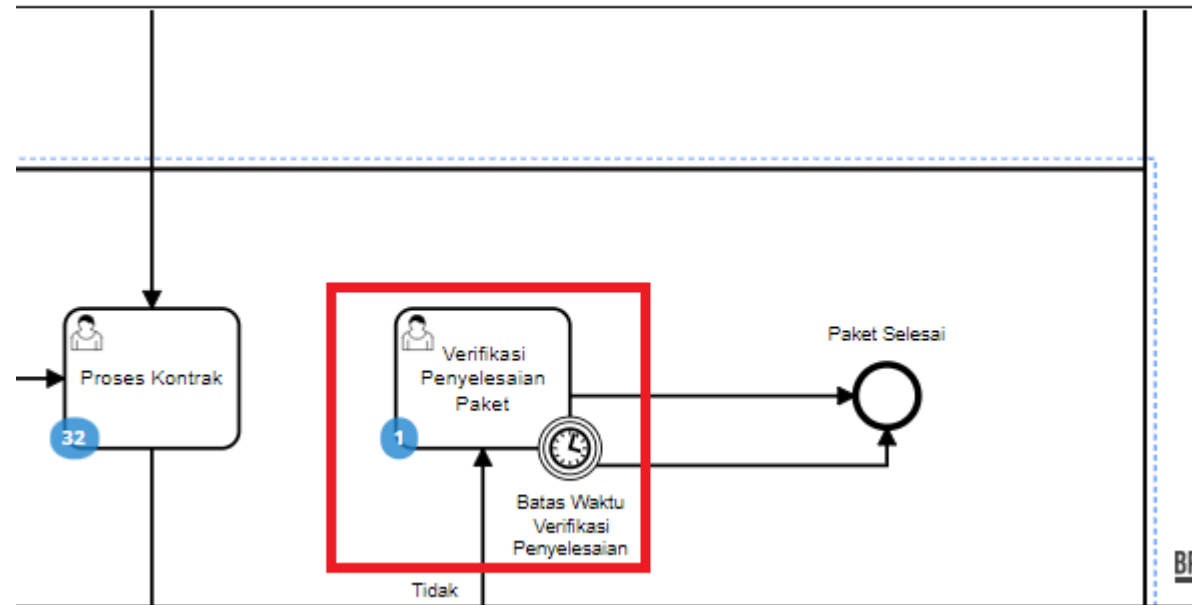 Proses Kontrak
32
Verifikasi
Penyelesaian
Paket
1
Batas Waktu
Verifikasi
Penyelesaian
Paket Selesai
Tidak